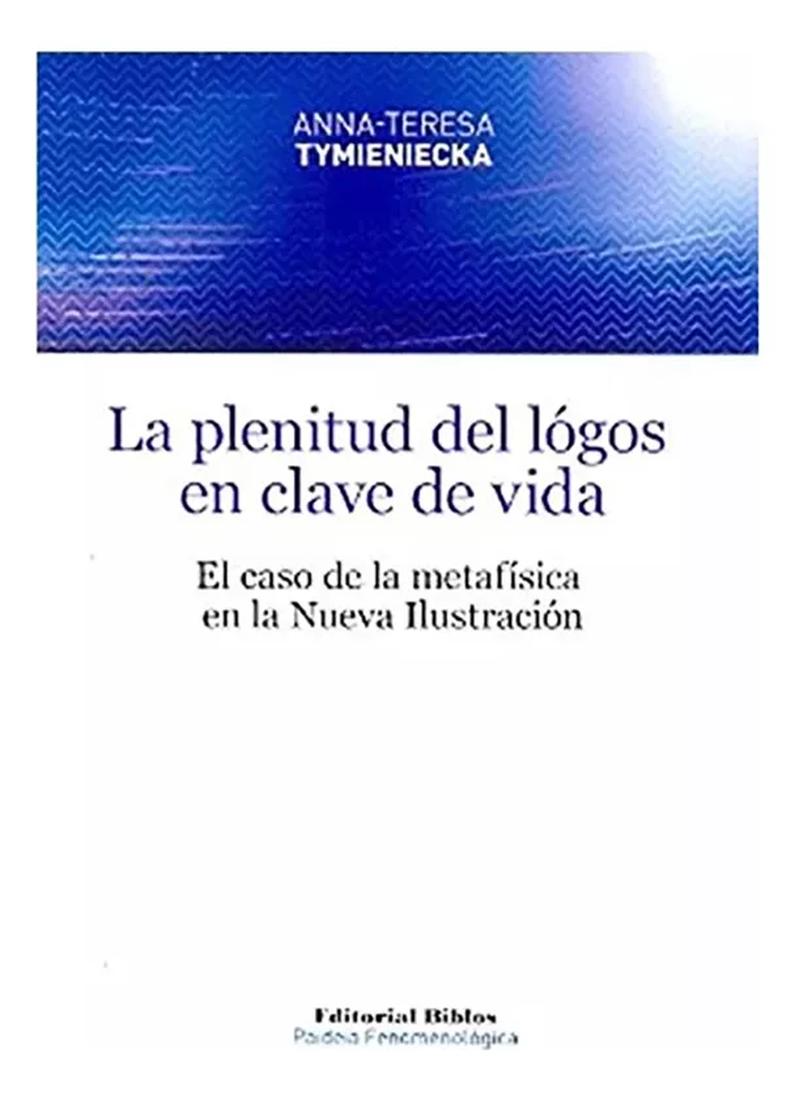 ANNA-TERESA
TYMIENIECKA
La plenitud del lógos
en clave de vida
El caso de la metafísica
en la Nueva Ilustración
Editorial Biblos
Paideia Fenomenológica